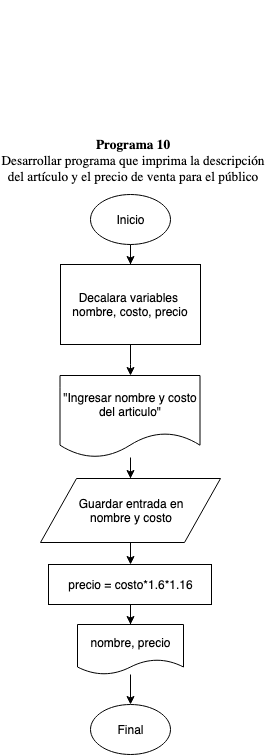 Programa 10
Desarrollar programa que imprima la descripción
del artículo y el precio de venta para el público
Inicio
Decalara variables
nombre, costo, precio
"Ingresar nombre y costo
del articulo"
Guardar entrada en
nombre y costo
precio = costo*1.6*1.16
nombre, precio
Final